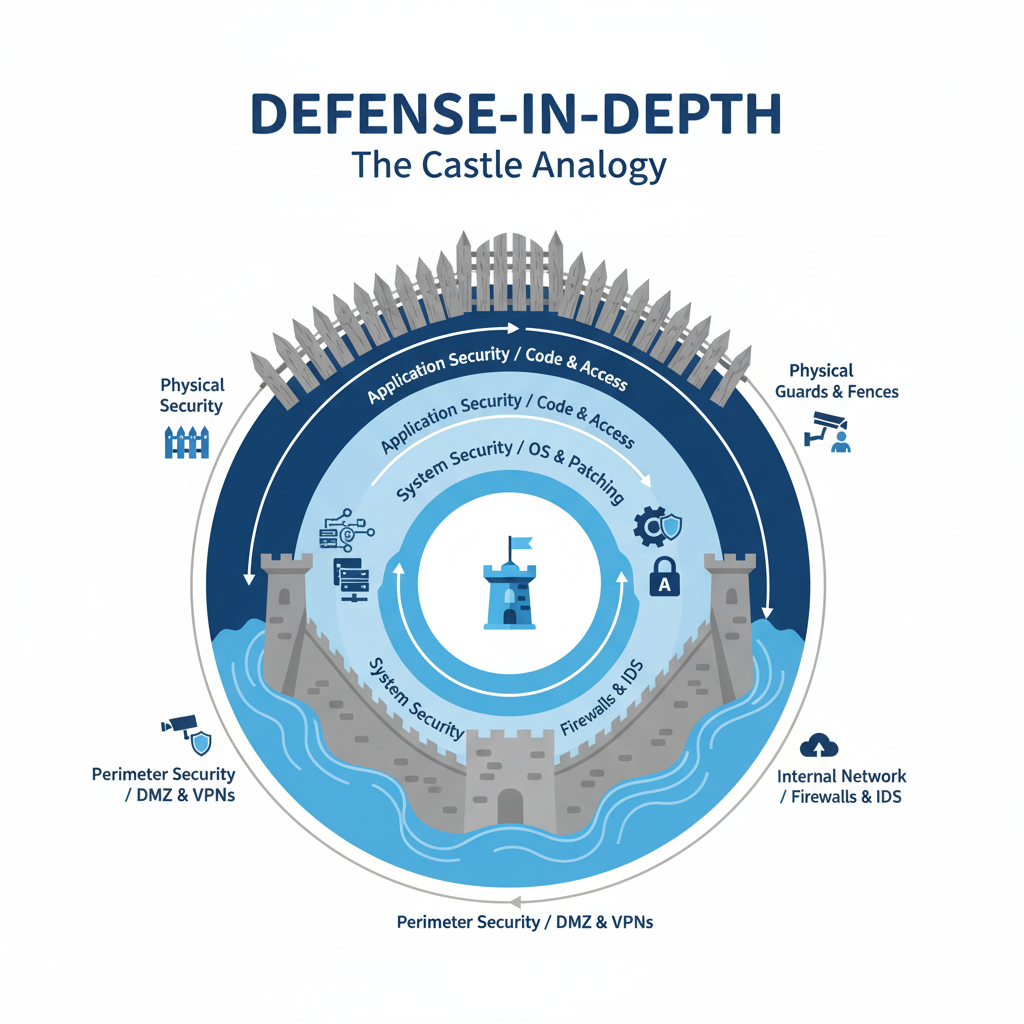 DEFENSE-IN-DEPTH
The Castle Analogy
Physical
Security
Physical
Guards & Fences
Application Security / Code & Access
Application Security / Code & Access
System Security / OS & Patching
A
System Security
Firewalls & IDS
Perimeter Security
/ DMZ & VPNs
Internal Network
/ Firewalls & IDS
Perimeter Security / DMZ & VPNs